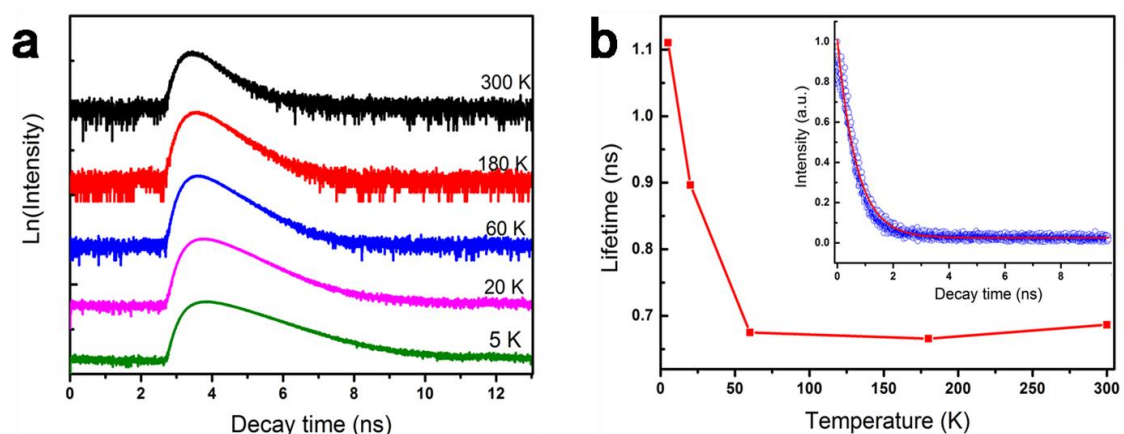 a
Ln(Intensity)
300 K
180 K
60 K
20 K
5 K
0 2 4 6 8 10 12
Decay time (ns)
b
Lifetime (ns)
1.1
1.0
0.9
0.8
0.7
0 50 100 150 200 250 300
Temperature (K)
Intensity (a.u.)
1.0
0.8
0.6
0.4
0.2
0.0
0 2 4 6 8
Decay time (ns)